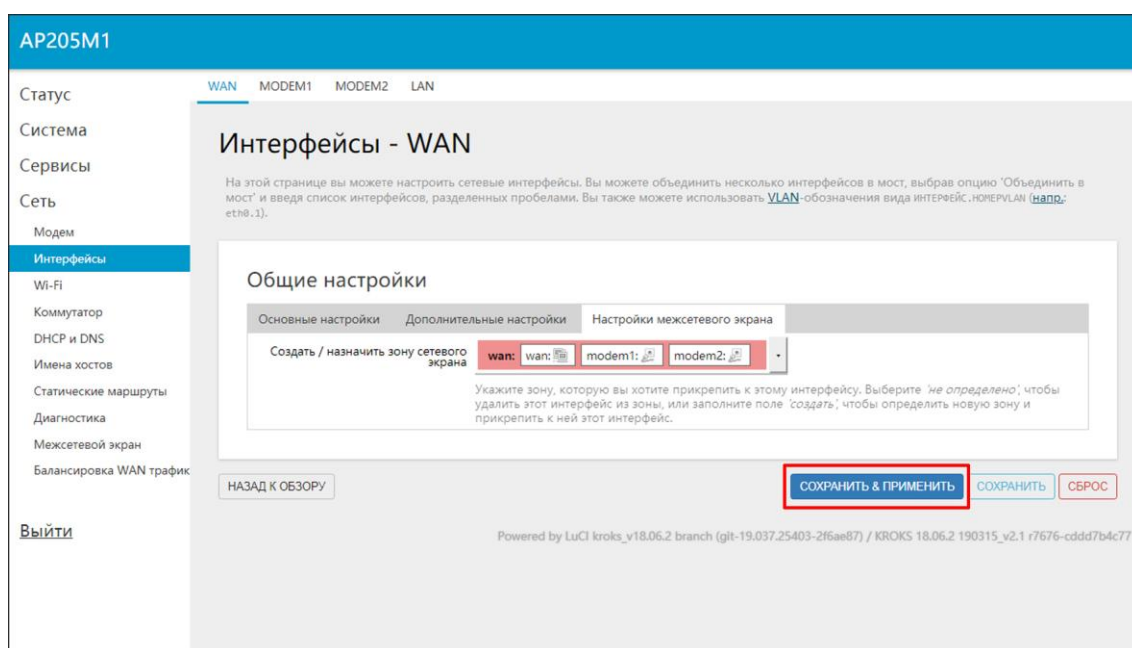 AP205M1
WAN MODEM1 MODEM2 LAN
Статус
Система
Сервисы
Сеть
Модем
Интерфейсы
Wi-Fi
Коммутатор
DHCP и DNS
Имена хостов
Статические маршруты
Диагностика
Межсетевой экран
Балансировка WAN трафик
Выйти
Интерфейсы - WAN
На этой странице вы можете настроить сетевые интерфейсы. Вы можете объединить несколько интерфейсов в мост, выбрав опцию 'Объединить в
мост' и введя список интерфейсов, разделенных пробелами. Вы также можете использовать VLAN-обозначения вида ИНТЕРФЕЙС.НОМЕРVLAN (напр.:
eth0.1).
Общие настройки
Основные настройки Дополнительные настройки Настройки межсетевого экрана
Создать / назначить зону сетевого
экрана
wan: wan: modem1: modem2:
Укажите зону, которую вы хотите прикрепить к этому интерфейсу. Выберите 'не определено', чтобы
удалить этот интерфейс из зоны, или заполните поле 'создать', чтобы определить новую зону и
прикрепить к ней этот интерфейс.
НАЗАД К ОБЗОРУ СОХРАНИТЬ & ПРИМЕНИТЬ СОХРАНИТЬ СБРОС
Powered by LuCI kroks_v18.06.2 branch (git-19.037.25403-2f6ae87) / KROKS 18.06.2 190315_v2.1 r7676-cddd7b4c77